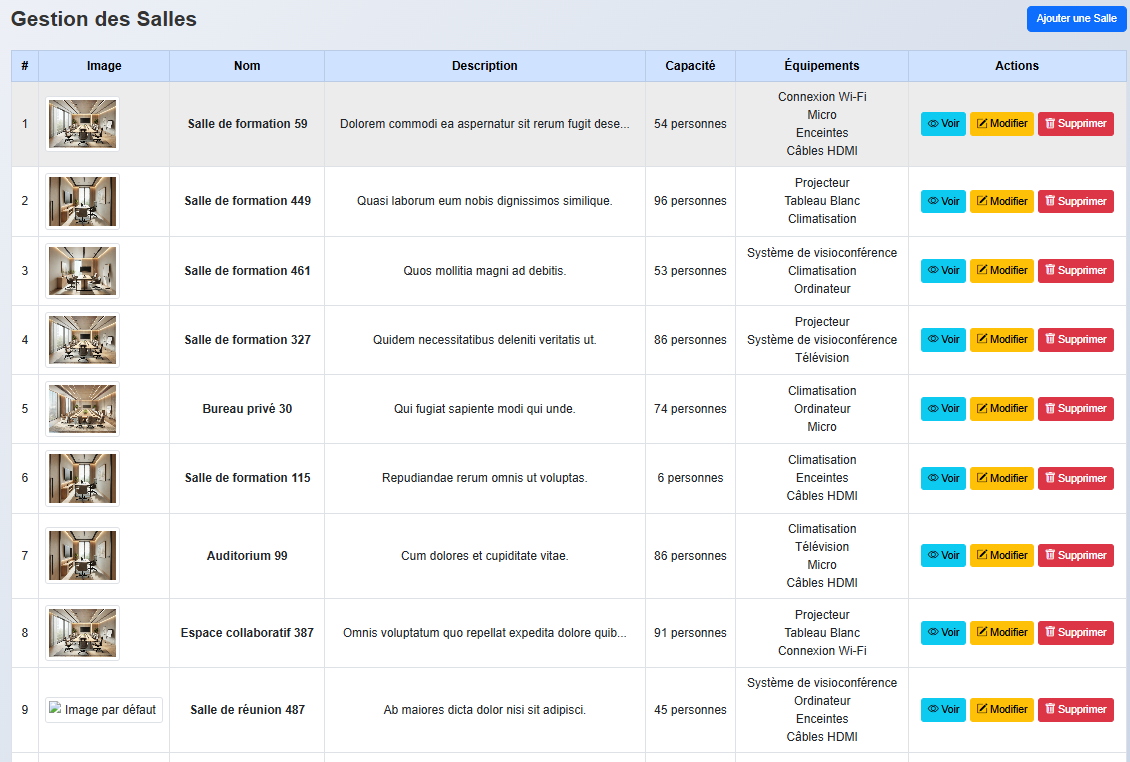 Gestion des Salles
Ajouter une Salle
# Image Nom Description Capacité Équipements Actions
1 Salle de formation 59 Dolorem commodi ea aspernatur sit rerum fugit dese... 54 personnes
Connexion Wi-Fi
Micro
Enceintes
Câbles HDMI
Voir Modifier Supprimer
2 Salle de formation 449 Quasi laborum eum nobis dignissimos similique. 96 personnes
Projecteur
Tableau Blanc
Climatisation
Voir Modifier Supprimer
3 Salle de formation 461 Quos mollitia magni ad debitis. 53 personnes
Système de visioconférence
Climatisation
Ordinateur
Voir Modifier Supprimer
4 Salle de formation 327 Quidem necessitatibus deleniti veritatis ut. 86 personnes
Projecteur
Système de visioconférence
Télévision
Voir Modifier Supprimer
5 Bureau privé 30 Qui fugiat sapiente modi qui unde. 74 personnes
Climatisation
Ordinateur
Micro
Voir Modifier Supprimer
6 Salle de formation 115 Repudiandae rerum omnis ut voluptas. 6 personnes
Climatisation
Enceintes
Câbles HDMI
Voir Modifier Supprimer
7 Auditorium 99 Cum dolores et cupiditate vitae. 86 personnes
Climatisation
Télévision
Micro
Câbles HDMI
Voir Modifier Supprimer
8 Espace collaboratif 387 Omnis voluptatum quo repellat expedita dolore quib... 91 personnes
Projecteur
Tableau Blanc
Connexion Wi-Fi
Voir Modifier Supprimer
9 Image par défaut Salle de réunion 487 Ab maiores dicta dolor nisi sit adipisci. 45 personnes
Système de visioconférence
Ordinateur
Enceintes
Câbles HDMI
Voir Modifier Supprimer